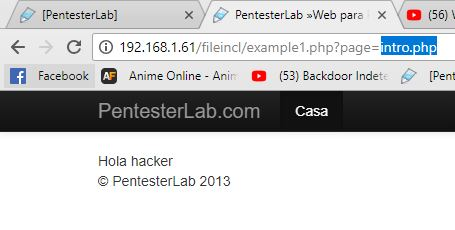 [PentesterLab]
PentesterLab »Web para
(56) W
192.168.1.61/fileincl/example1.php?page=intro.php
Facebook
Anime Online - Anim
(53) Backdoor Indete
[Pent
PentesterLab.com
Casa
Hola hacker
© PentesterLab 2013